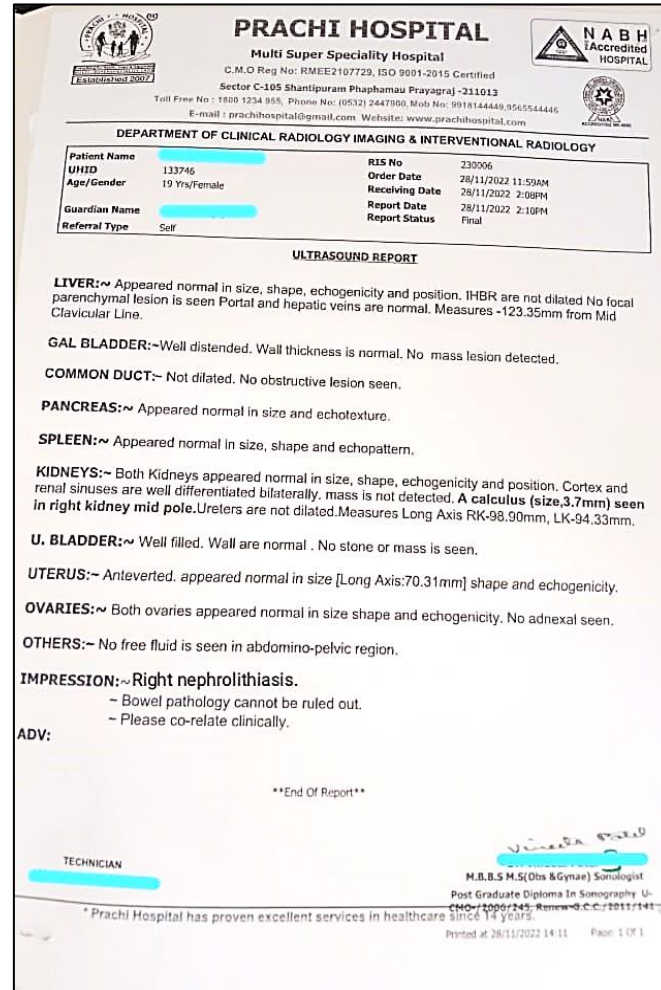 PRACHI HOSPITAL
Established 2007
Multi Super Speciality Hospital
C.M.O Reg No: RMEE2107729, ISO 9001-2015 Certified
Sector C-105 Shantipuram Phaphamau Prayagraj -211013
Toll Free No : 1800 1234 955, Phone No: (0532) 2447900, Mob No: 9918144449,9565544446
E-mail : prachihospital@gmail.com Website: www.prachihospital.com
NABH
Accredited
HOSPITAL
DEPARTMENT OF CLINICAL RADIOLOGY IMAGING & INTERVENTIONAL RADIOLOGY
Patient Name
UHID 133746
Age/Gender 19 Yrs/Female
Guardian Name
Referral Type Self
RIS No 230006
Order Date 28/11/2022 11:59AM
Receiving Date 28/11/2022 2:08PM
Report Date 28/11/2022 2:10PM
Report Status Final
ULTRASOUND REPORT
LIVER:~ Appeared normal in size, shape, echogenicity and position. IHBR are not dilated No focal
parenchymal lesion is seen Portal and hepatic veins are normal. Measures -123.35mm from Mid
Clavicular Line.
GAL BLADDER:~Well distended. Wall thickness is normal. No mass lesion detected.
COMMON DUCT:~ Not dilated. No obstructive lesion seen.
PANCREAS:~ Appeared normal in size and echotexture.
SPLEEN:~ Appeared normal in size, shape and echopattern.
KIDNEYS:~ Both Kidneys appeared normal in size, shape, echogenicity and position. Cortex and
renal sinuses are well differentiated bilaterally. mass is not detected. A calculus (size,3.7mm) seen
in right kidney mid pole.Ureters are not dilated.Measures Long Axis RK-98.90mm, LK-94.33mm.
U. BLADDER:~ Well filled. Wall are normal . No stone or mass is seen.
UTERUS:~ Anteverted. appeared normal in size [Long Axis:70.31mm] shape and echogenicity.
OVARIES:~ Both ovaries appeared normal in size shape and echogenicity. No adnexal seen.
OTHERS:~ No free fluid is seen in abdomino-pelvic region.
IMPRESSION:~Right nephrolithiasis.
~ Bowel pathology cannot be ruled out.
~ Please co-relate clinically.
ADV:
**End Of Report**
TECHNICIAN
M.B.B.S M.S(Obs &Gynae) Sonologist
Post Graduate Diploma In Sonography U-
CMO-/2000/245, Renew-S.C.C./2011/141
* Prachi Hospital has proven excellent services in healthcare since 14 years.
Printed at 28/11/2022 14:11 Page: 1 Of 1